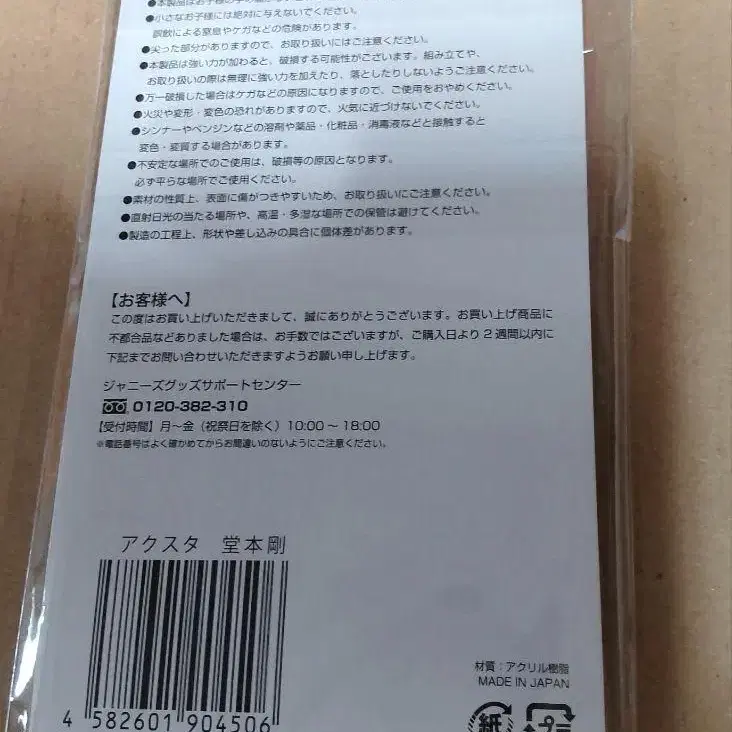 ●本製品はお子様の手の届かない
●小さなお子様には絶対に与えないでください。
誤飲による窒息やケガなどの危険があります。
●尖った部分がありますので、お取り扱いにはご注意ください。
●本製品は強い力が加わると、破損する可能性がございます。組み立てや、
お取り扱いの際は無理に強い力を加えたり、落としたりしないようご注意ください。
●万一破損した場合はケガなどの原因になりますので、ご使用をおやめください。
●火災や変形・変色の恐れがありますので、火気に近づけないでください。
●シンナーやベンジンなどの溶剤や薬品・化粧品・消毒液などと接触すると
変色・変質する場合があります。
●不安定な場所でのご使用は、破損等の原因となります。
必ず平らな場所でご使用ください。
●素材の性質上、表面に傷がつきやすいため、お取り扱いにご注意ください。
●直射日光の当たる場所や、高温・多湿な場所での保管は避けてください。
●製造の工程上、形状や差し込みの具合に個体差があります。
【お客様へ】
この度はお買い上げいただきまして、誠にありがとうございます。お買い上げ商品に
不都合品などありました場合は、お手数ではございますが、ご購入日より2週間以内に
下記までお問い合わせいただきますようお願い申し上げます。
ジャニーズグッズサポートセンター
0120-382-310
【受付時間】月～金（祝祭日を除く）10:00～18:00
※電話番号はよく確かめてからお間違いのないようにご注意ください。
アクスタ 堂本剛
4 582601 904506
材質：アクリル樹脂
MADE IN JAPAN
紙 プラ